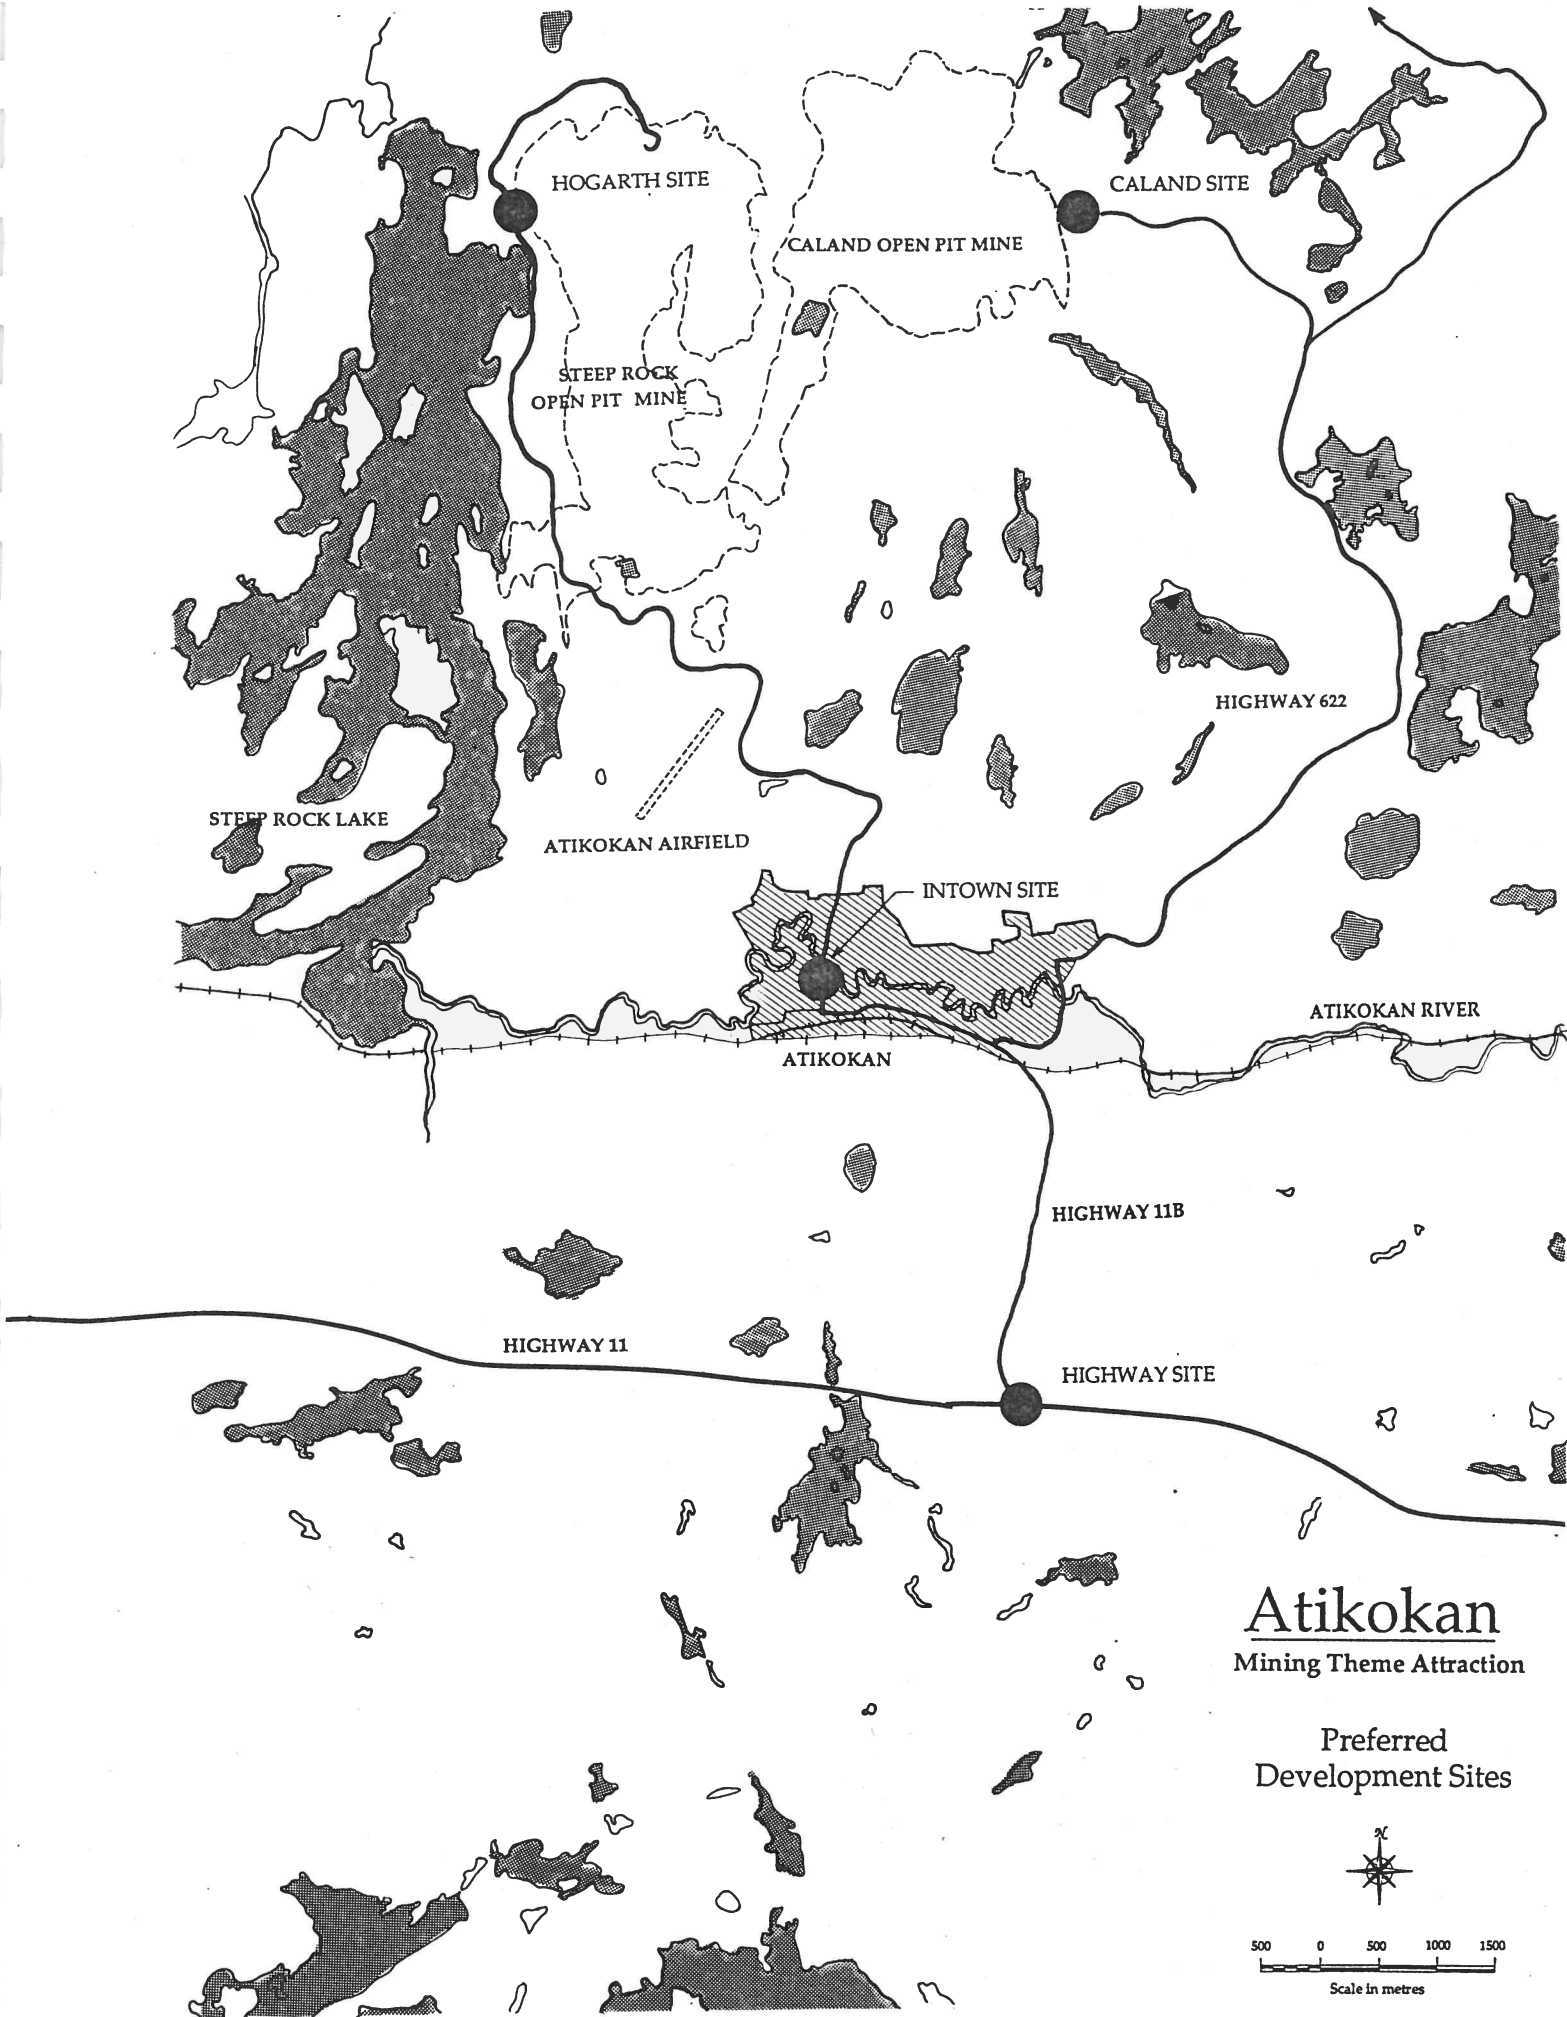 HOGARTH SITE
CALAND SITE
CALAND OPEN PIT MINE
STEEP ROCK
OPEN PIT MINE
HIGHWAY 622
STEEP ROCK LAKE
ATIKOKAN AIRFIELD
INTOWN SITE
ATIKOKAN RIVER
ATIKOKAN
HIGHWAY 11B
HIGHWAY 11
HIGHWAY SITE
Atikokan
Mining Theme Attraction
Preferred
Development Sites
N
500 0 500 1000 1500
Scale in metres